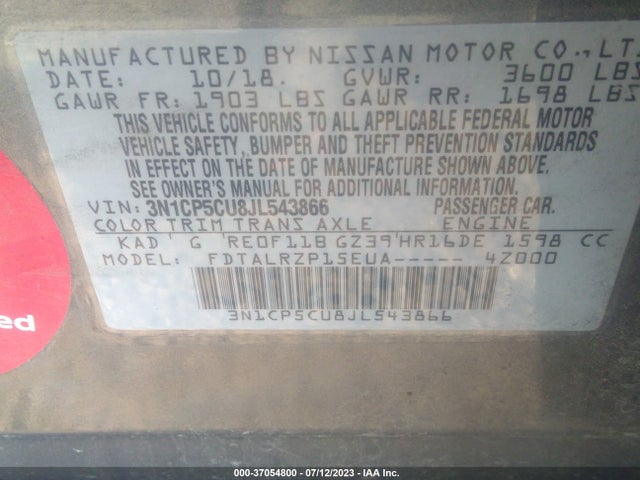 MANUFACTURED BY NISSAN MOTOR CO., LT
DATE: 10/18. GVWR: 3600 LBS
GAWR FR: 1903 LBS GAWR RR: 1698 LBS
THIS VEHICLE CONFORMS TO ALL APPLICABLE FEDERAL MOTOR
VEHICLE SAFETY, BUMPER AND THEFT PREVENTION STANDARDS
IN EFFECT ON THE DATE OF MANUFACTURE SHOWN ABOVE.
SEE OWNER'S MANUAL FOR ADDITIONAL INFORMATION.
VIN: 3N1CP5CU8JL543866 PASSENGER CAR.
COLOR TRIM TRANS AXLE ENGINE
KAD ' G 'RE0F11B GZ39'HR16DE 1598 CC
MODEL: FDTALRZP15EUA----- 4Z000
3N1CP5CU8JL543866
ed
000-37054800 - 07/12/2023 - IAA Inc.